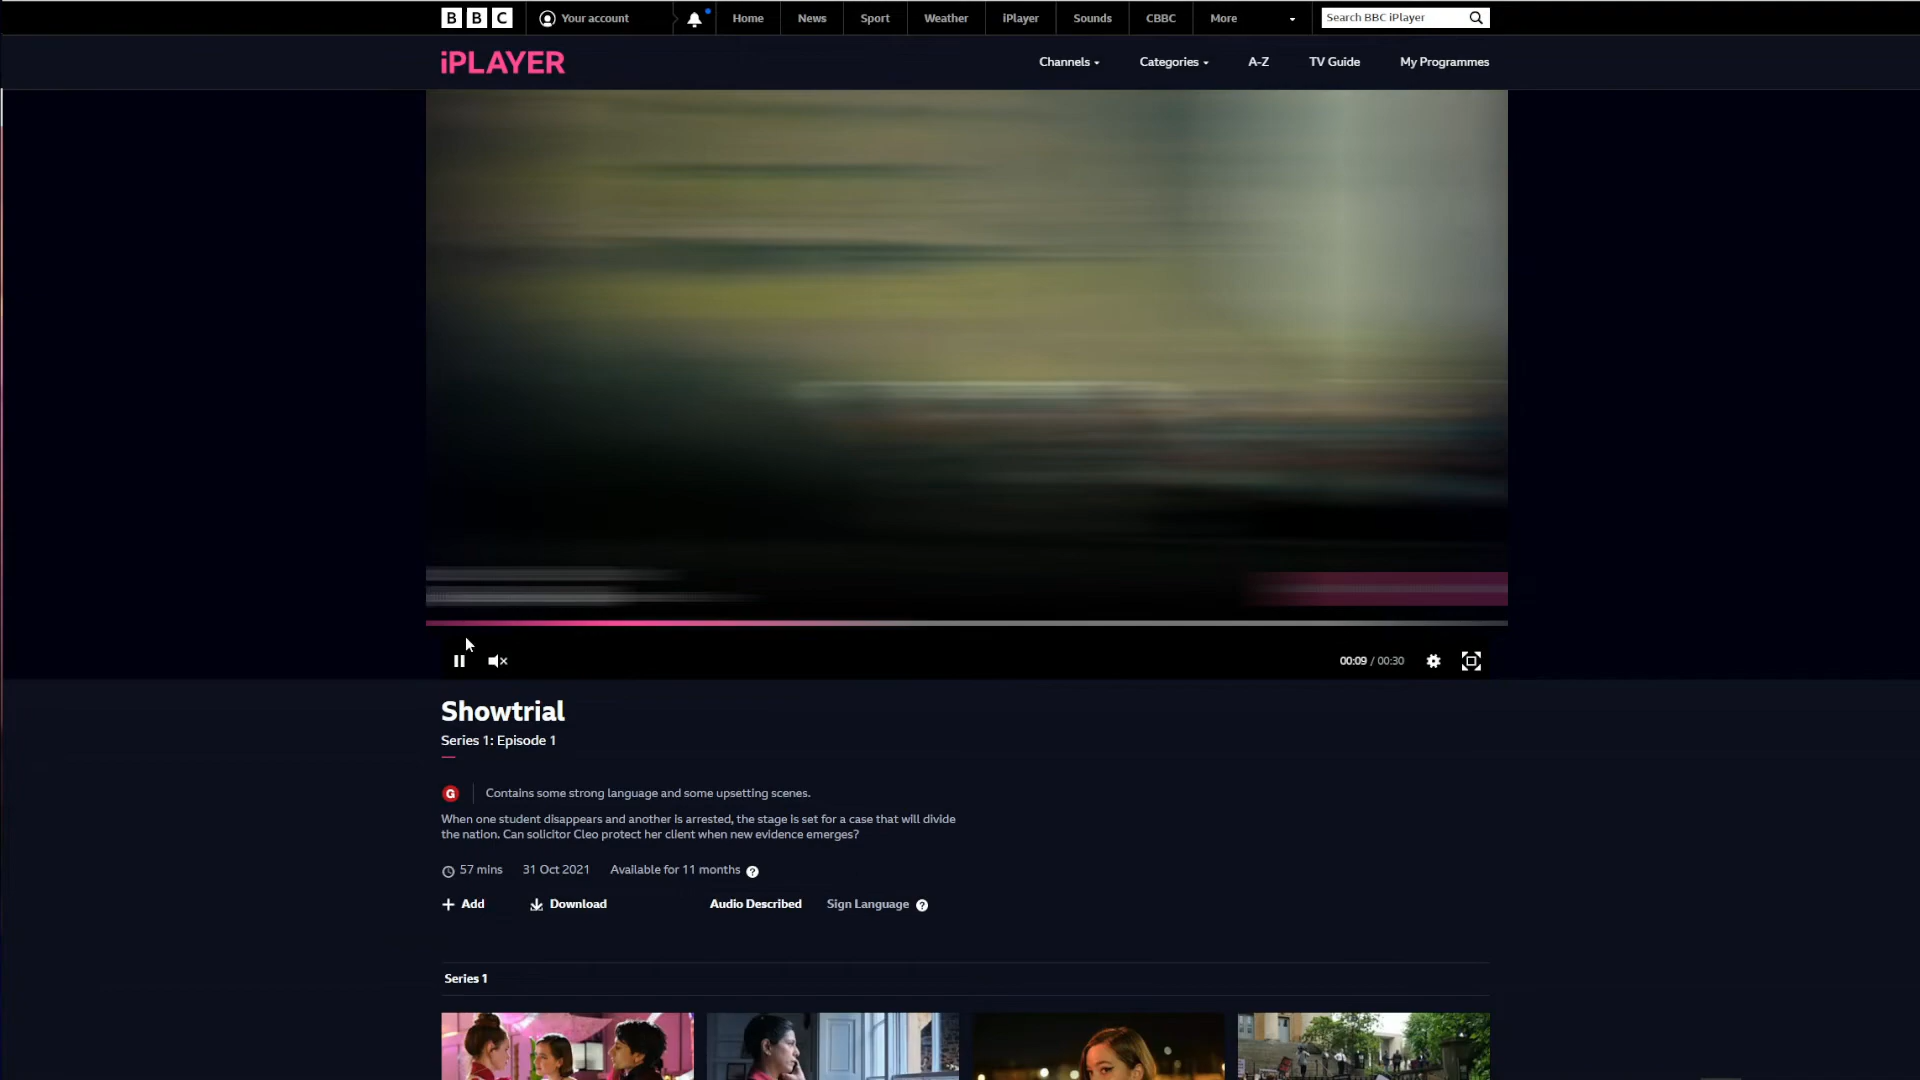 BBC Your account Home News Sport Weather iPlayer Sounds CBBC More Search BBC iPlayer
iPLAYER Channels Categories A-Z TV Guide My Programmes
00:09 / 00:30
Showtrial
Series 1: Episode 1
G Contains some strong language and some upsetting scenes.
When one student disappears and another is arrested, the stage is set for a case that will divide
the nation. Can solicitor Cleo protect her client when new evidence emerges?
57 mins 31 Oct 2021 Available for 11 months ?
+ Add Download Audio Described Sign Language ?
Series 1